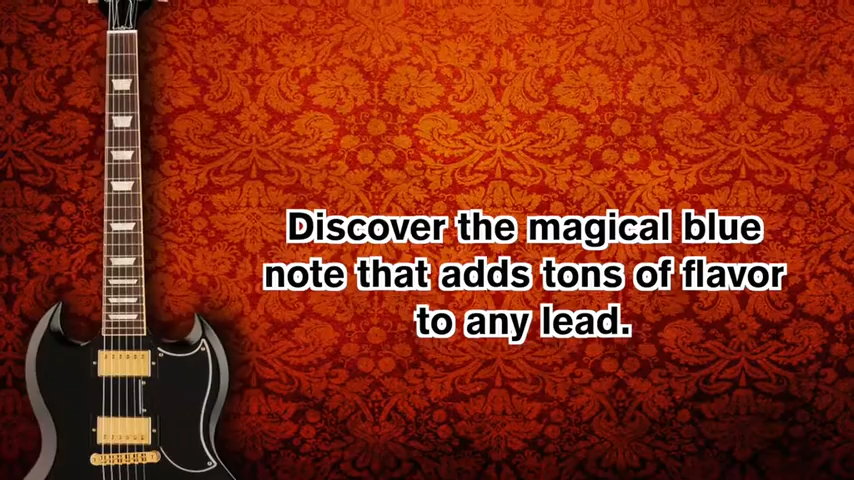 Discover the magical blue
note that adds tons of flavor
to any lead.